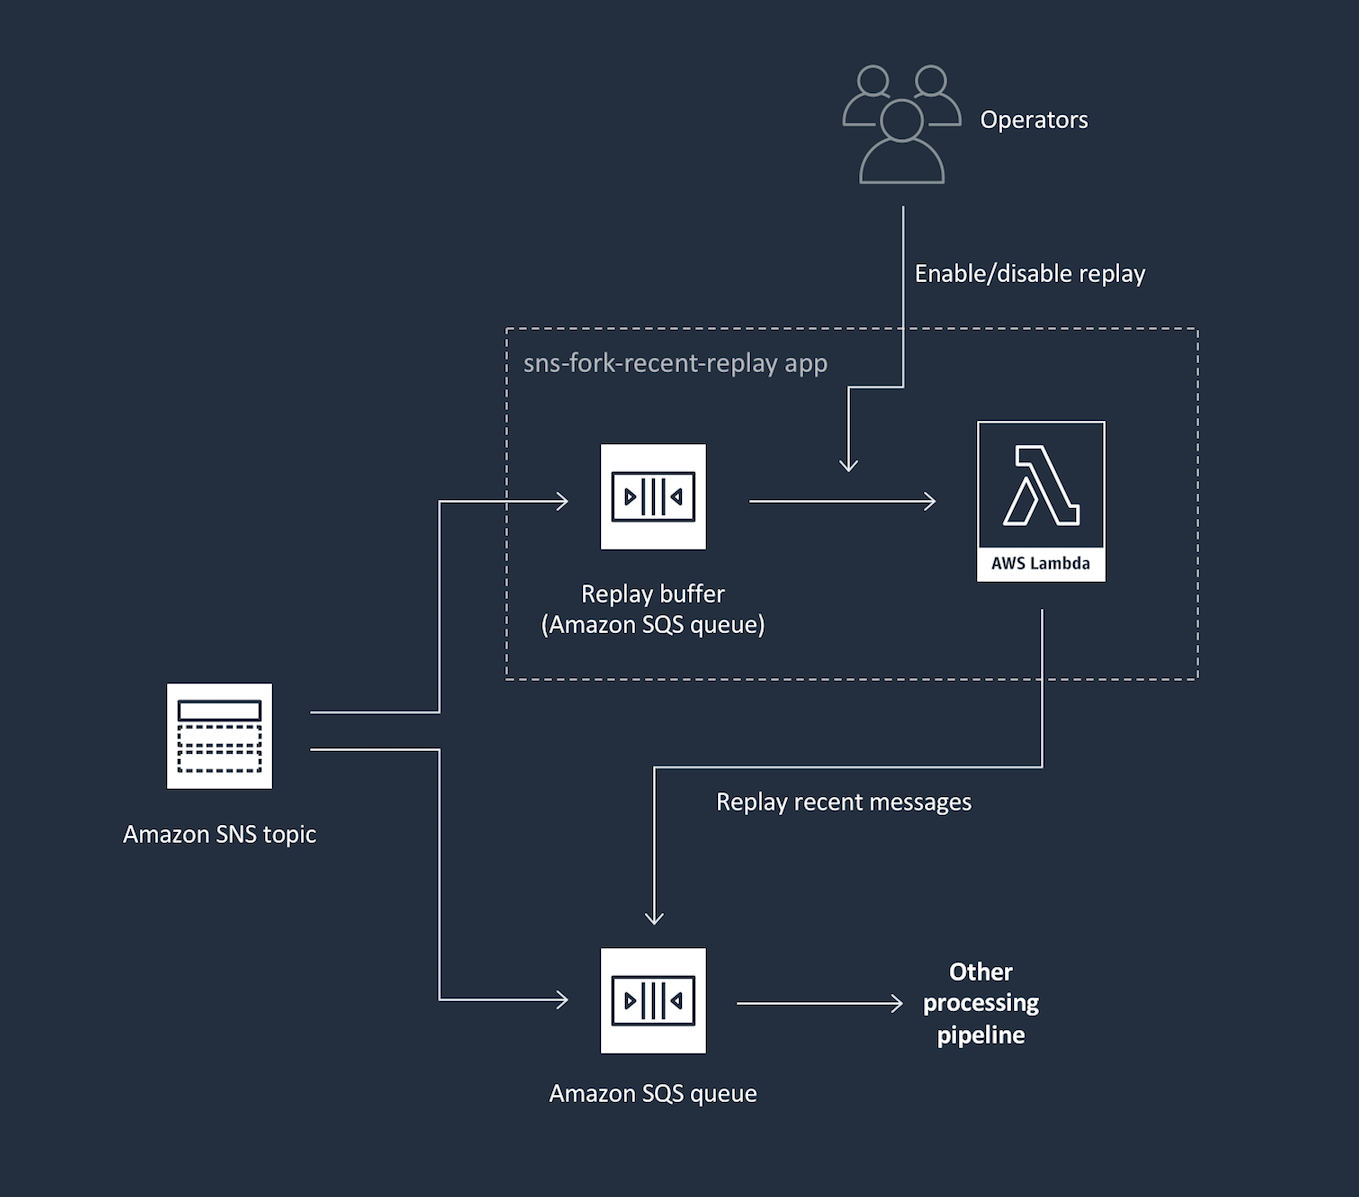 Operators
Enable/disable replay
sns-fork-recent-replay app
AWS Lambda
Replay buffer
(Amazon SQS queue)
Amazon SNS topic
Replay recent messages
Other
processing
pipeline
Amazon SQS queue